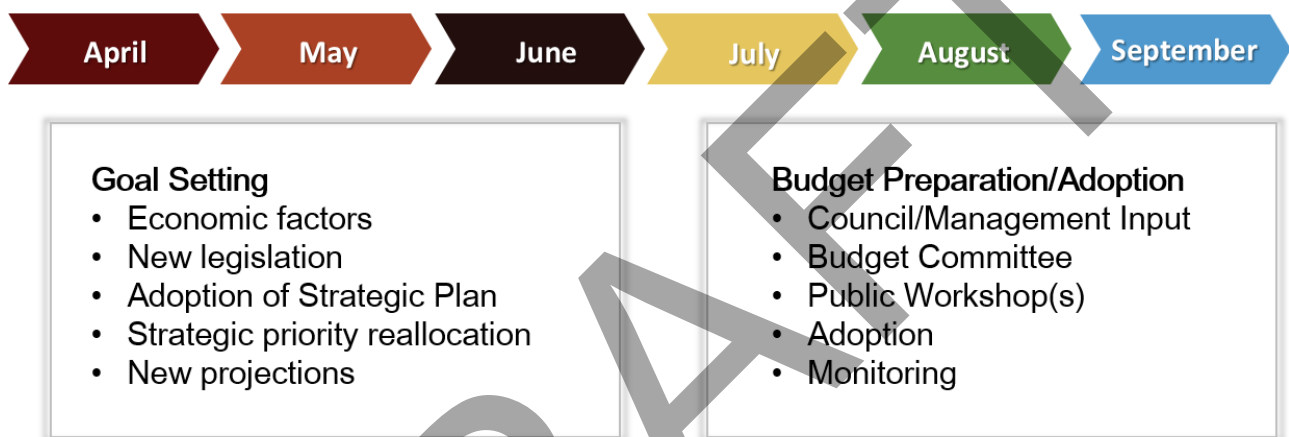 April May June July August September
Goal Setting
• Economic factors
• New legislation
• Adoption of Strategic Plan
• Strategic priority reallocation
• New projections
Budget Preparation/Adoption
• Council/Management Input
• Budget Committee
• Public Workshop(s)
• Adoption
• Monitoring
DRAFT